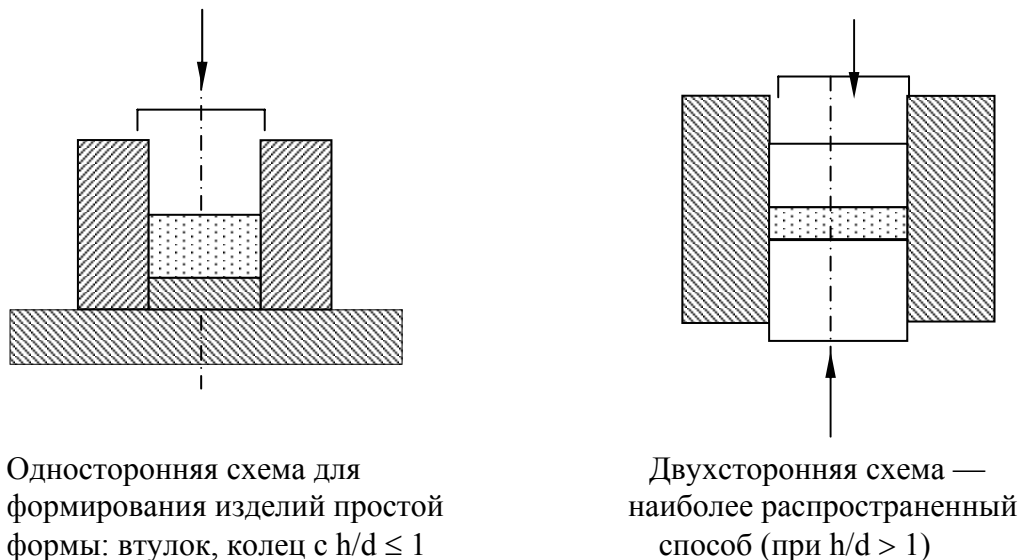 Односторонняя схема для
формирования изделий простой
формы: втулок, колец с h/d ≤ 1
Двухсторонняя схема —
наиболее распространенный
способ (при h/d > 1)